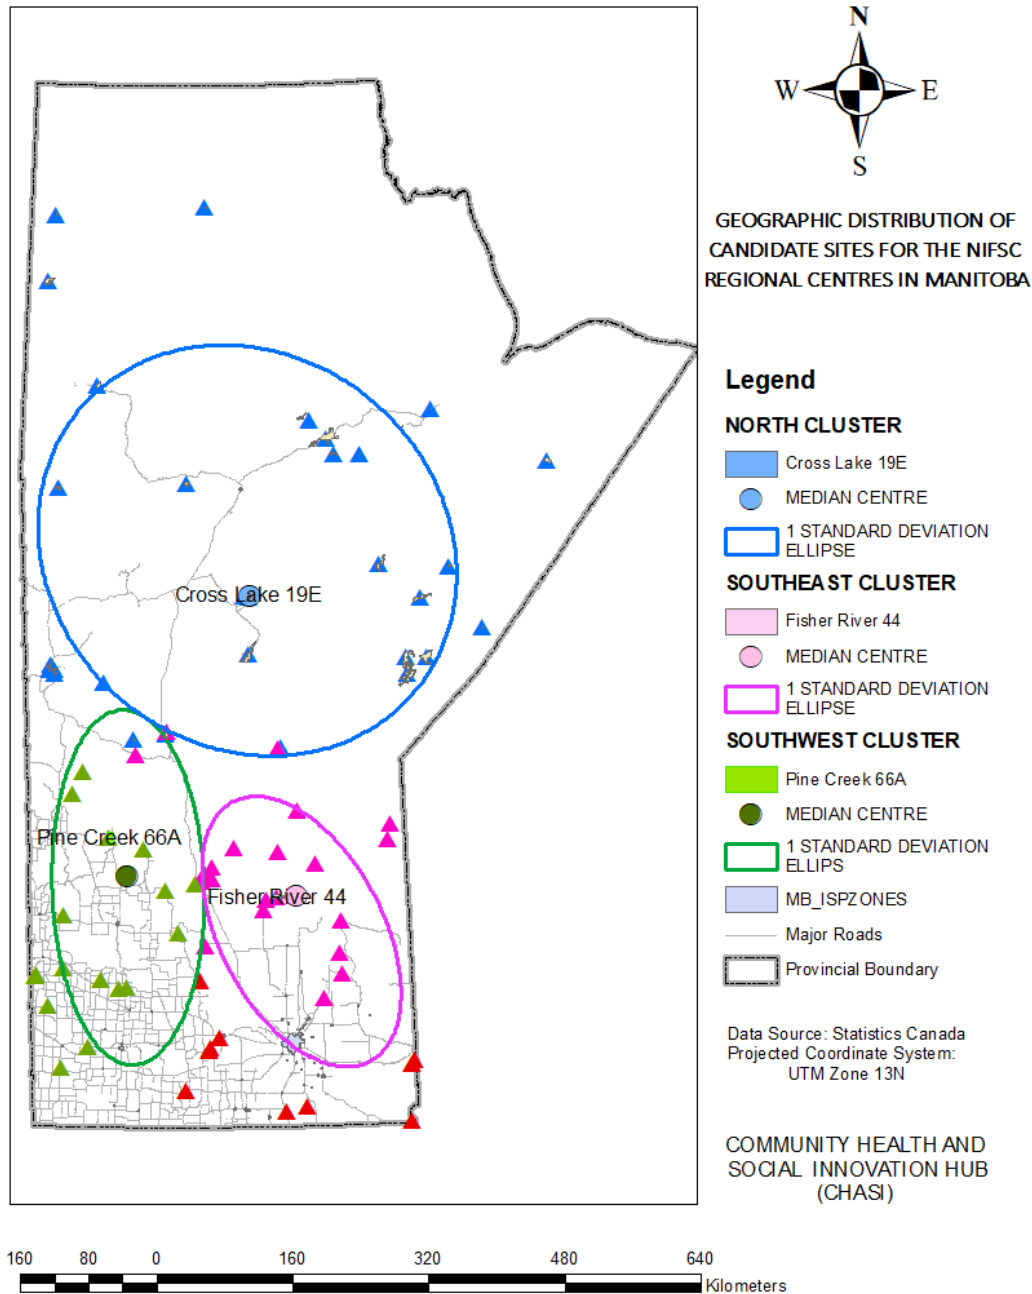 N
W
E
S
GEOGRAPHIC DISTRIBUTION OF
CANDIDATE SITES FOR THE NIFSC
REGIONAL CENTRES IN MANITOBA
Legend
NORTH CLUSTER
Cross Lake 19E
MEDIAN CENTRE
1 STANDARD DEVIATION
ELLIPSE
SOUTHEAST CLUSTER
Fisher River 44
MEDIAN CENTRE
1 STANDARD DEVIATION
ELLIPSE
SOUTHWEST CLUSTER
Pine Creek 66A
MEDIAN CENTRE
1 STANDARD DEVIATION
ELLIPS
MB_ISPZONES
Major Roads
Provincial Boundary
Data Source: Statistics Canada
Projected Coordinate System:
UTM Zone 13N
COMMUNITY HEALTH AND
SOCIAL INNOVATION HUB
(CHASI)
Cross Lake 19E
Pine Creek 66A
Fisher River 44
160 80 0 160 320 480 640
Kilometers